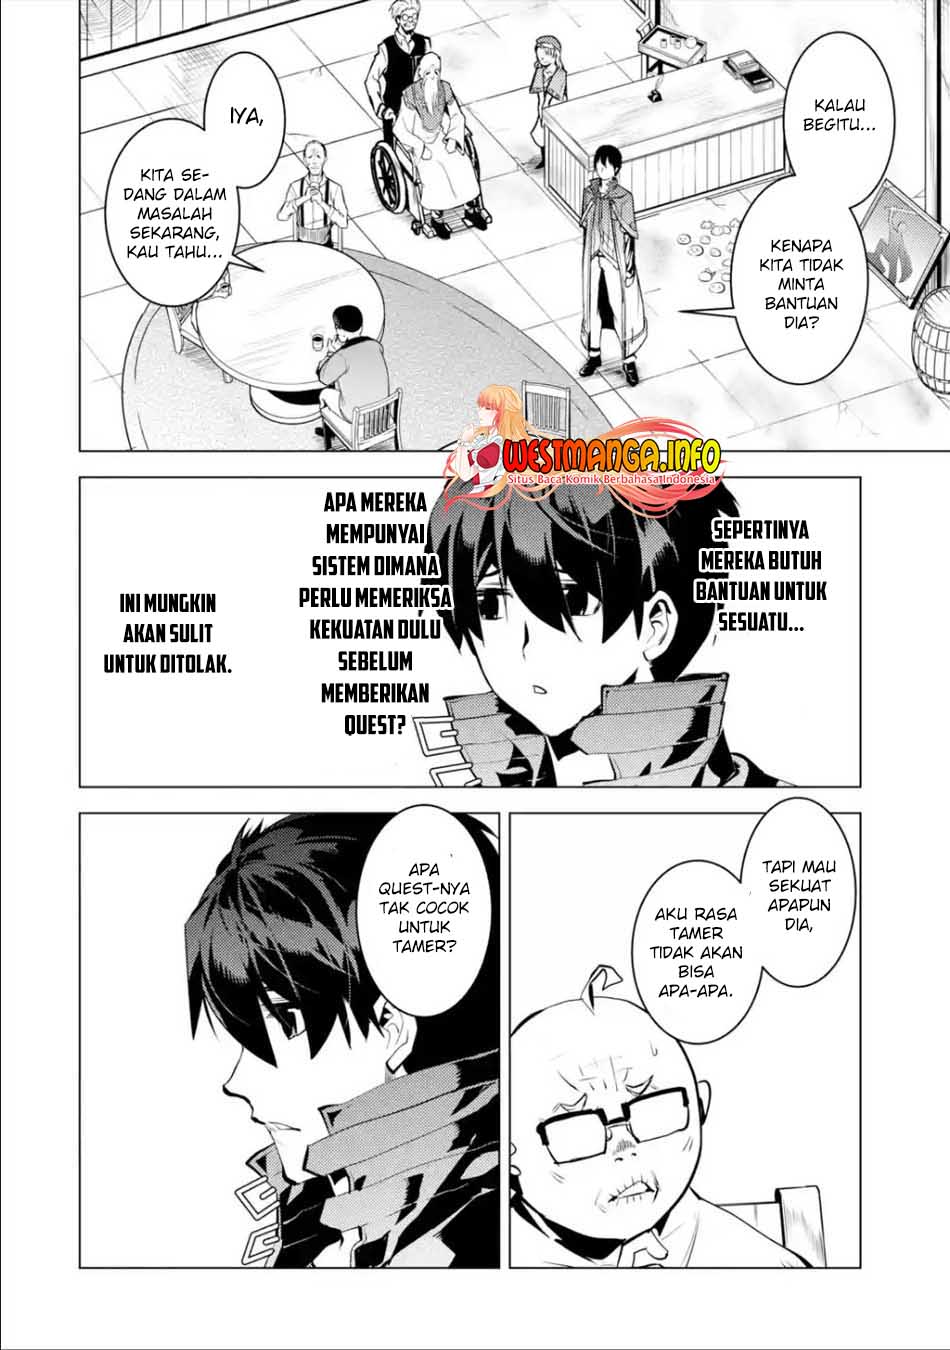 KALAU
BEGITU...
KENAPA
KITA TIDAK
MINTA
BANTUAN
DIA?
IYA,
KITA SE-
DANG DALAM
MASALAH
SEKARANG,
KAU TAHU...
WESTMANGA.INFO
Situs Baca Komik Berbahasa Indonesia
SEPERTINYA
MEREKA BUTUH
BANTUAN UNTUK
SESUATU...
APA MEREKA
MEMPUNYAI
SISTEM DIMANA
PERLU MEMERIKSA
KEKUATAN DULU
SEBELUM
MEMBERIKAN
QUEST?
INI MUNGKIN
AKAN SULIT
UNTUK DITOLAK.
TAPI MAU
SEKUAT
APAPUN
DIA,
AKU RASA
TAMER
TIDAK AKAN
BISA
APA-APA.
APA
QUEST-NYA
TAK COCOK
UNTUK
TAMER?